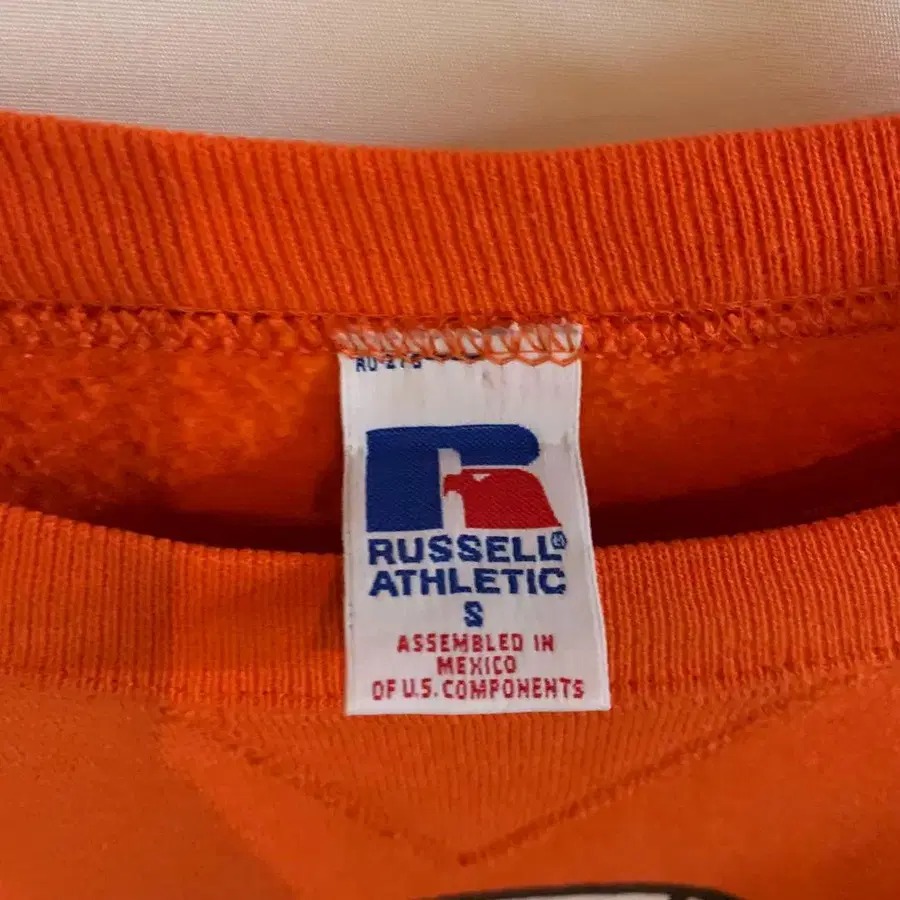 RUSSELL®
ATHLETIC
S
ASSEMBLED IN
MEXICO
OF U.S. COMPONENTS